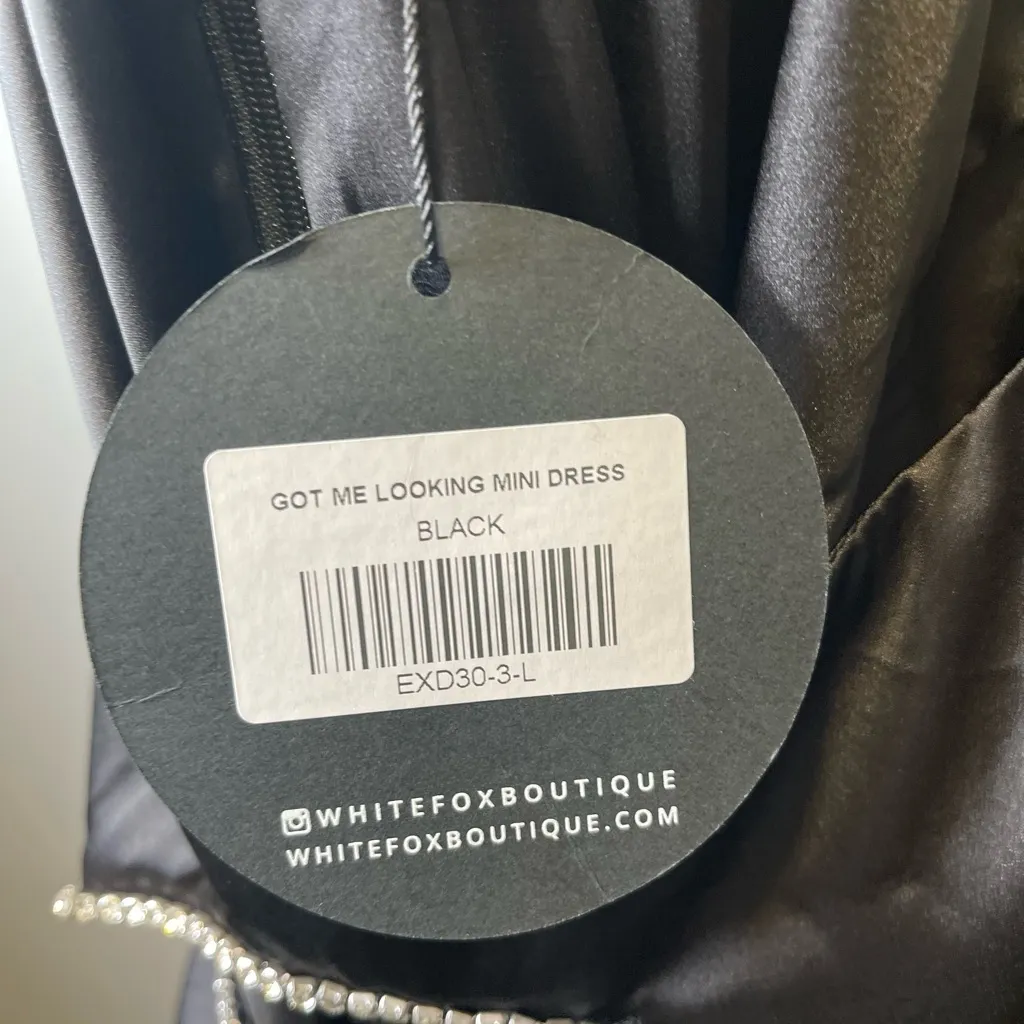 GOT ME LOOKING MINI DRESS
BLACK
EXD30-3-L
WHITEFOXBOUTIQUE
WHITEFOXBOUTIQUE.COM